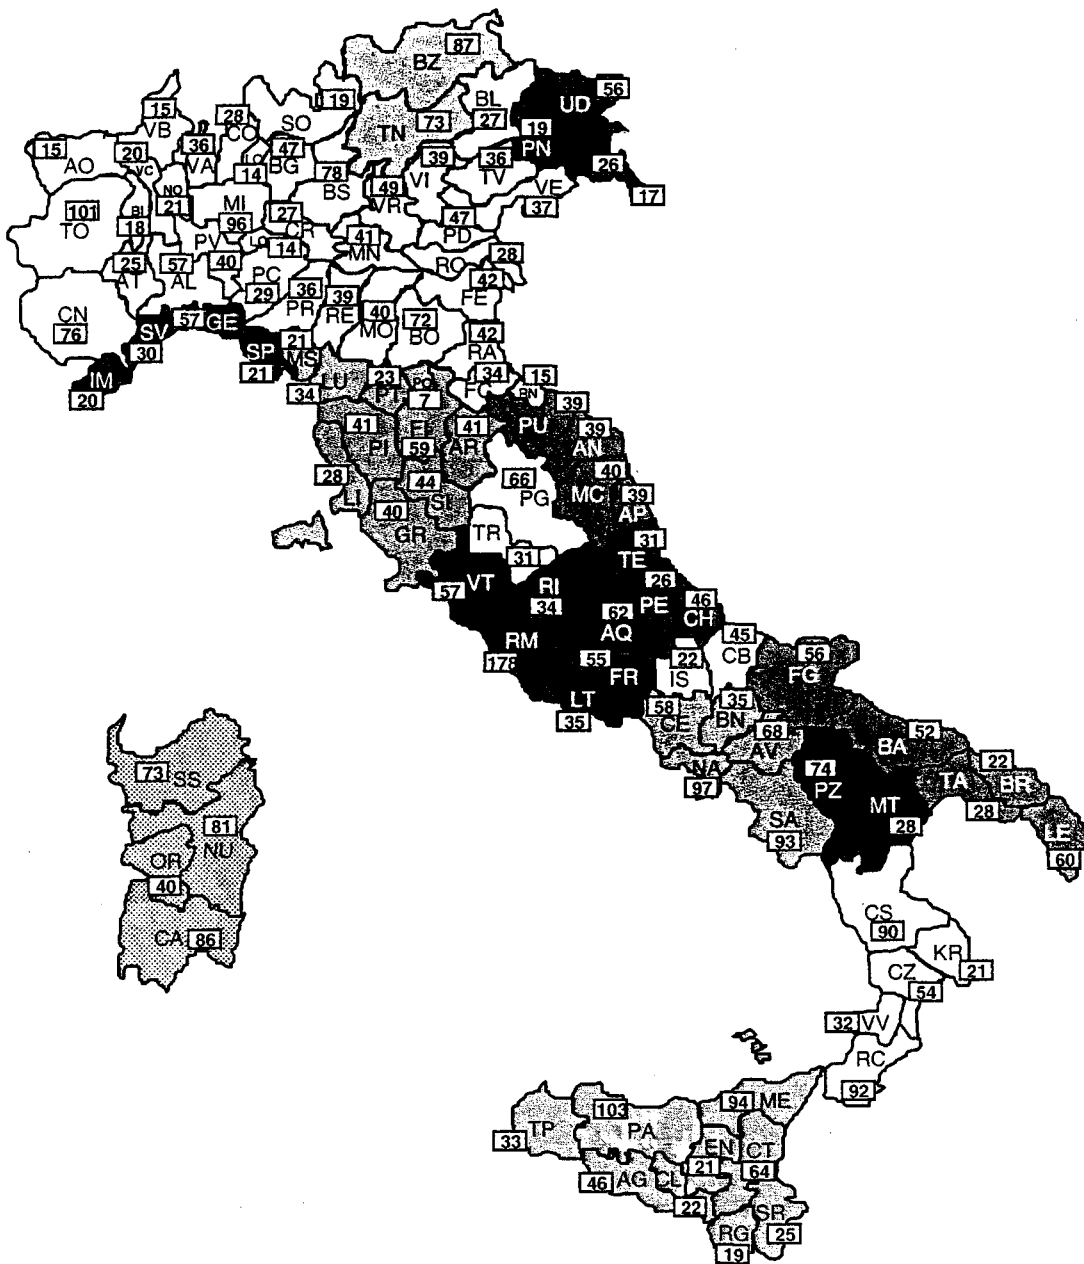 87
BZ
19
BL
27
UD
56
15
VB
28
CO
SO
TN
73
19
PN
15
AO
20
VC
36
VA
47
BG
LC
14
78
BS
39
VI
36
TV
26
49
VR
VE
37
17
101
TO
NO
21
BI
18
MI
96
27
CR
47
PD
PV
LO
14
41
MN
RO
28
25
AT
57
AL
40
PC
29
42
FE
36
PR
39
RE
40
MO
72
BO
CN
76
57
GE
SV
30
42
RA
SP
21
21
MS
IM
20
34
LU
23
PT
PO
7
34
FO
15
RN
39
PU
41
PI
FI
59
41
AR
39
AN
40
28
LI
44
SI
66
PG
MC
39
AP
40
GR
TR
31
31
TE
57
VT
RI
34
26
PE
46
CH
62
AQ
RM
178
55
FR
22
IS
45
CB
56
FG
LT
35
58
CE
35
BN
68
AV
52
BA
73
SS
NA
97
74
PZ
22
TA
BR
28
81
NU
SA
93
MT
28
LE
60
OR
40
CA
86
CS
90
KR
21
CZ
54
32
VV
RC
92
94
ME
103
PA
TP
33
EN
21
CT
64
46
AG
CL
22
SR
25
RG
19